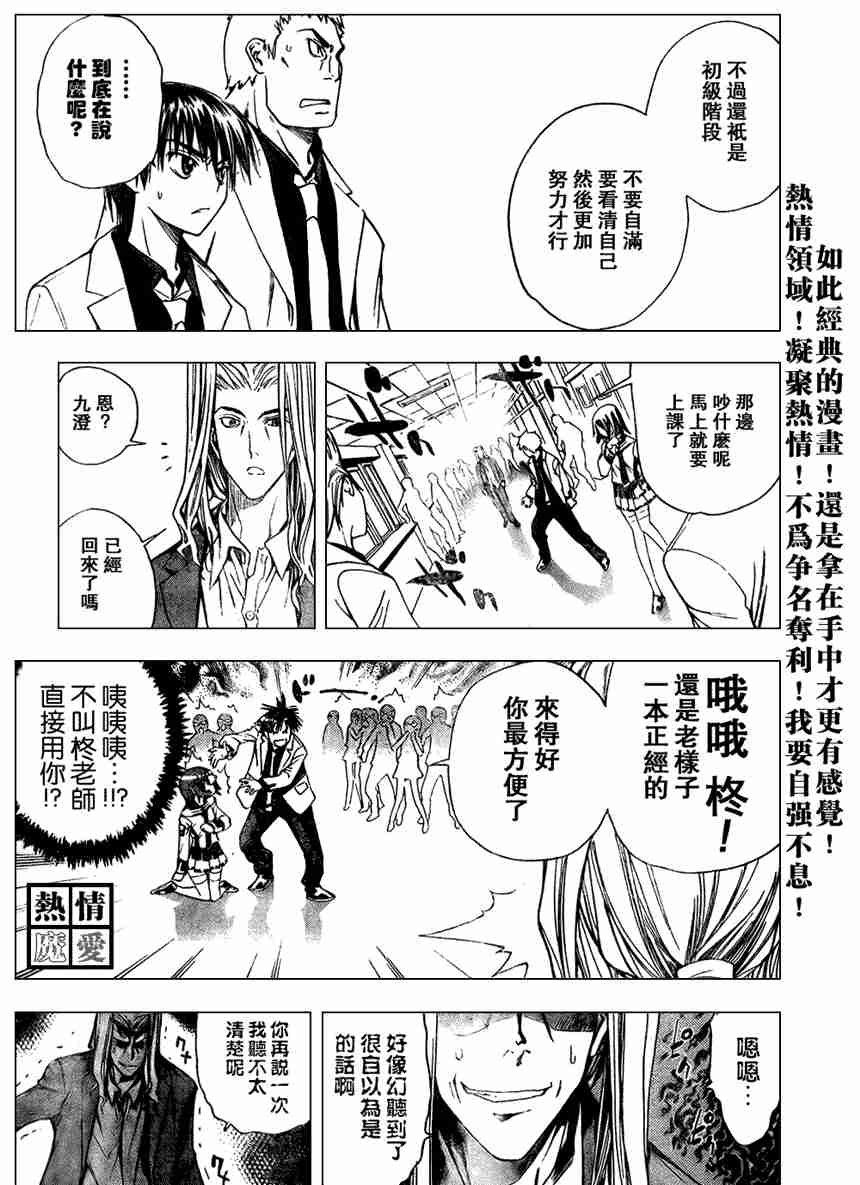 不過還衹是
初級階段
不要自滿
要看清自己
然後更加
努力才行
……
到底在說
什麼呢？
那邊
吵什麼呢
馬上就要
上課了
恩？
九澄
已經
回來了嗎
哦哦 柊！
還是老樣子
一本正經的
來得好
你最方便了
咦咦咦…!!!?
不叫柊老師
直接用你!?
熱情
魔愛
嗯嗯…
好像幻聽到了
很自以為是
的話啊
你再說一次
我聽不太
清楚呢
如此經典的漫畫！還是拿在手中才更有感覺！
熱情領域！凝聚熱情！不爲争名奪利！我要自强不息！